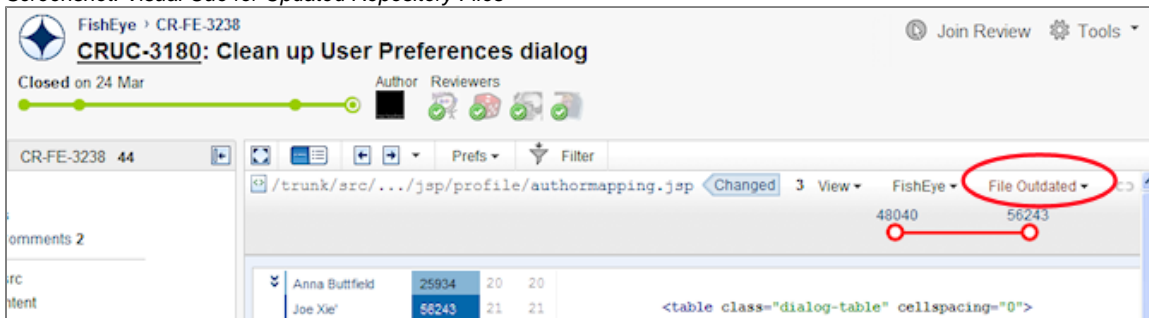 Screenshot: Visual Cue for Updated Repository Files
FishEye › CR-FE-3238
CRUC-3180: Clean up User Preferences dialog
Join Review Tools
Closed on 24 Mar
Author Reviewers
CR-FE-3238 44
Prefs Filter
/trunk/src/.../jsp/profile/authormapping.jsp Changed 3 View FishEye File Outdated
48040 56243
omments 2
Anna Buttfield 25934 20 20
Joe Xie' 56243 21 21 <table class="dialog-table" cellspacing="0">